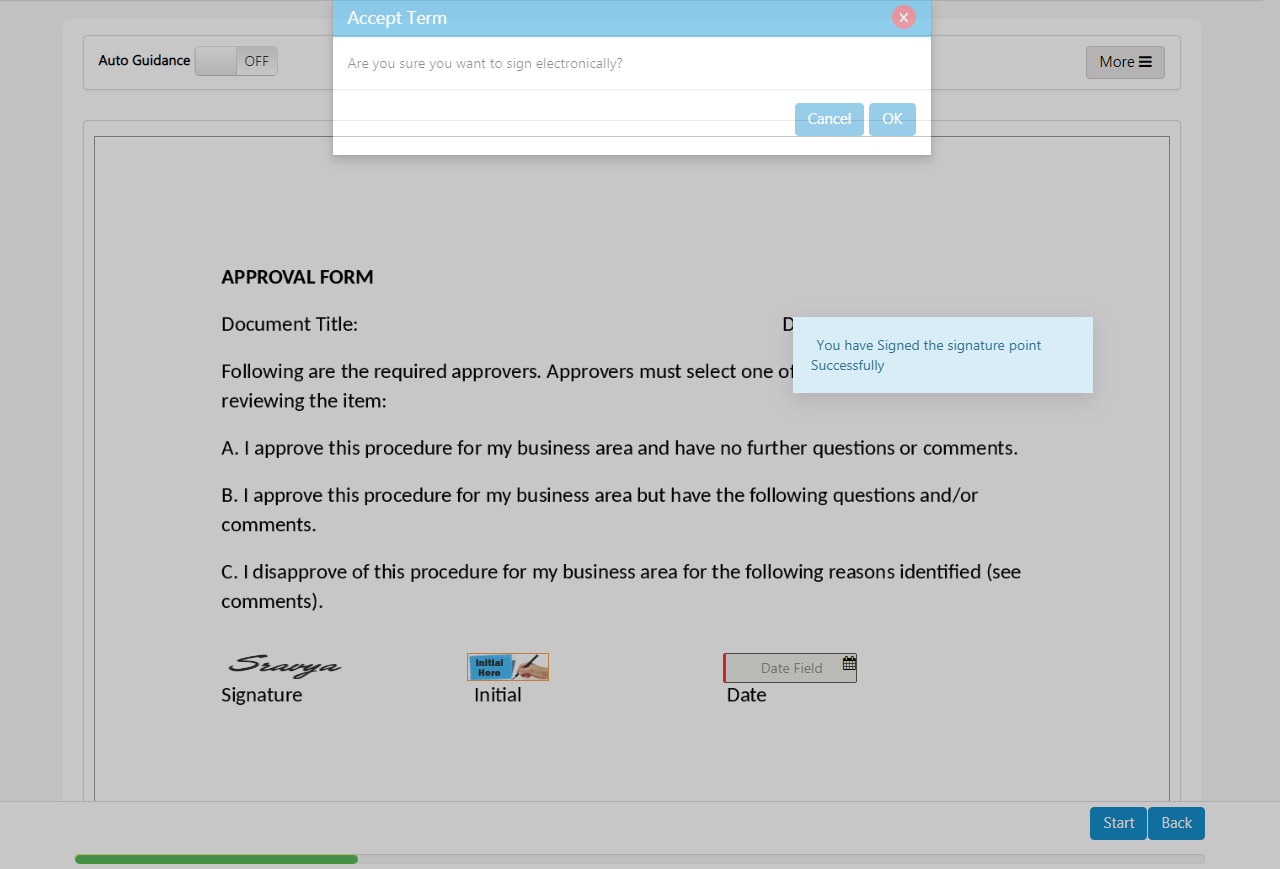 Accept Term
Are you sure you want to sign electronically?
Cancel OK
Auto Guidance OFF
More
APPROVAL FORM
Document Title:
You have Signed the signature point
Successfully
Following are the required approvers. Approvers must select one of
reviewing the item:
A. I approve this procedure for my business area and have no further questions or comments.
B. I approve this procedure for my business area but have the following questions and/or
comments.
C. I disapprove of this procedure for my business area for the following reasons identified (see
comments).
Sravya
Initial
Here
Date Field
Signature Initial Date
Start Back